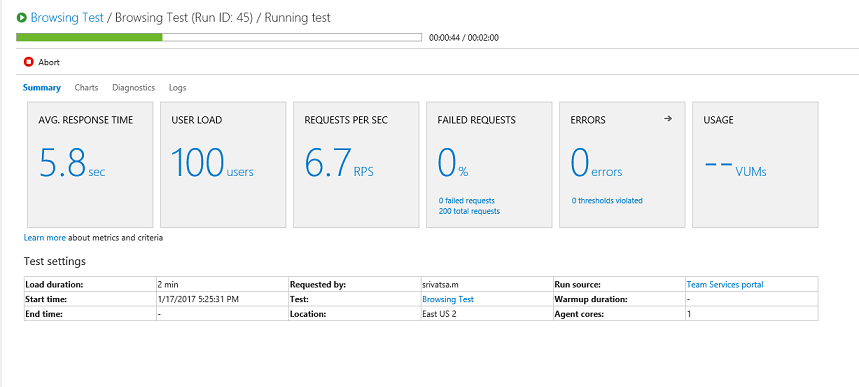 Browsing Test / Browsing Test (Run ID: 45) / Running test
00:00:44 / 00:02:00
Abort
Summary Charts Diagnostics Logs
AVG. RESPONSE TIME USER LOAD REQUESTS PER SEC FAILED REQUESTS ERRORS USAGE
5.8 sec 100 users 6.7 RPS 0 % 0 errors -- VUMs
0 failed requests 0 thresholds violated
200 total requests
Learn more about metrics and criteria
Test settings
Load duration: 2 min Requested by: srivatsa.m Run source: Team Services portal
Start time: 1/17/2017 5:25:31 PM Test: Browsing Test Warmup duration: -
End time: - Location: East US 2 Agent cores: 1